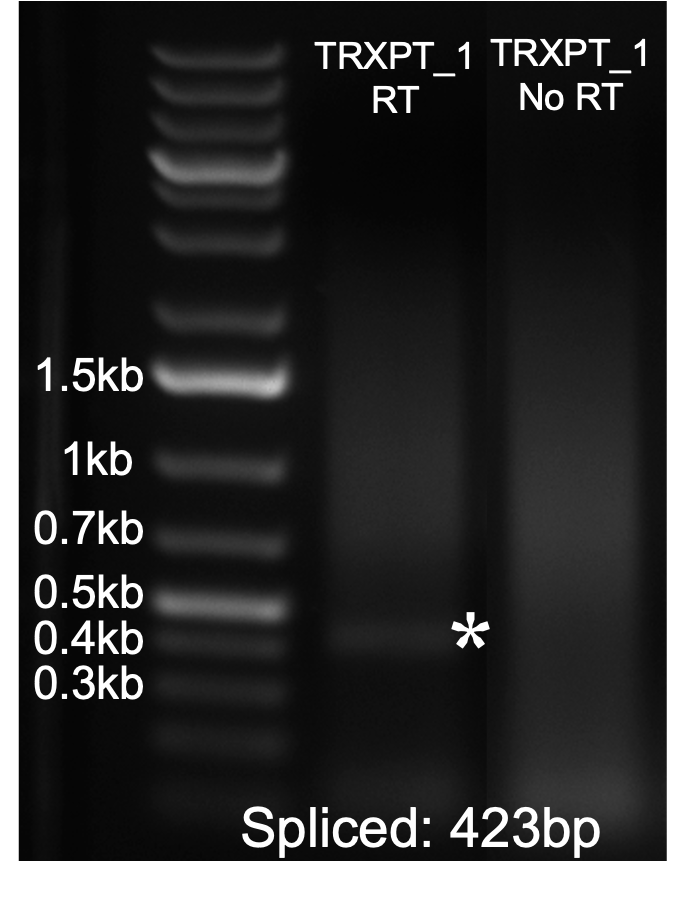 TRXPT_1 TRXPT_1
RT No RT
1.5kb
1kb
0.7kb
0.5kb
0.4kb
*
0.3kb
Spliced: 423bp